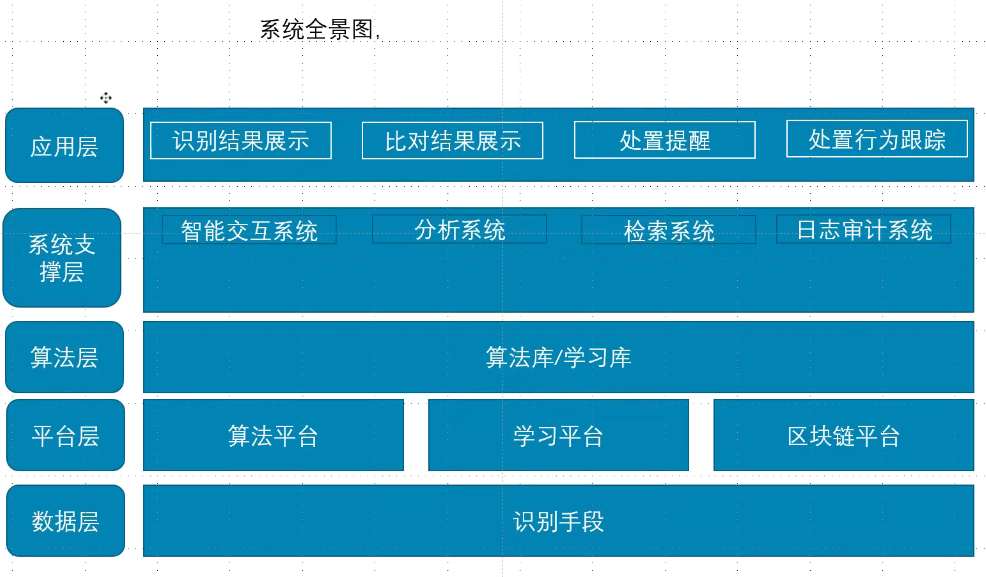 系统全景图,
应用层
识别结果展示
比对结果展示
处置提醒
处置行为跟踪
系统支
撑层
智能交互系统
分析系统
检索系统
日志审计系统
算法层
算法库/学习库
平台层
算法平台
学习平台
区块链平台
数据层
识别手段